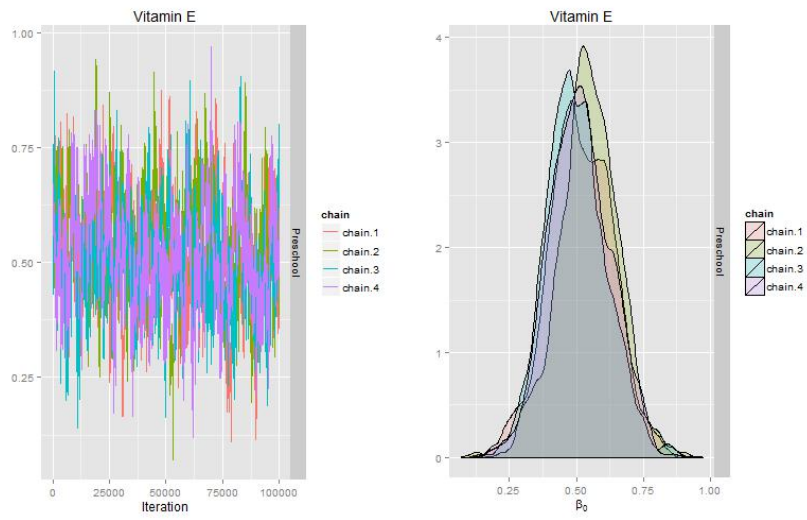 Vitamin E
1.00
0.75
0.50
0.25
0
25000
50000
75000
100000
Iteration
Preschool
chain
chain.1
chain.2
chain.3
chain.4
Vitamin E
4
3
2
1
0
0.25
0.50
0.75
1.00
β₀
Preschool
chain
chain.1
chain.2
chain.3
chain.4